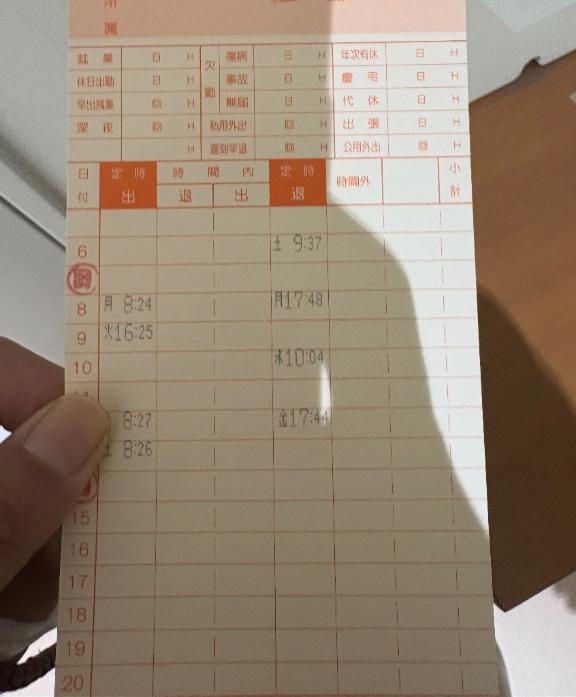 所
属
就 業 日 H 欠 傷病 日 H 年次有休 日 H
休日出勤 日 H 勤 事故 日 H 慶 弔 日 H
早出残業 回 H 無届 日 H 代 休 日 H
深 夜 回 H 私用外出 回 H 出 張 日 H
H 遅刻早退 回 H 公用外出 回 H
日 定 時 時 間 内 定 時 時間外 小
付 出 退 出 退 計
6 土 9:37
8 月 8:24 月17:48
9 火16:25
10 水10:04
8:27 金17:44
土 8:26
15
16
17
18
19
20